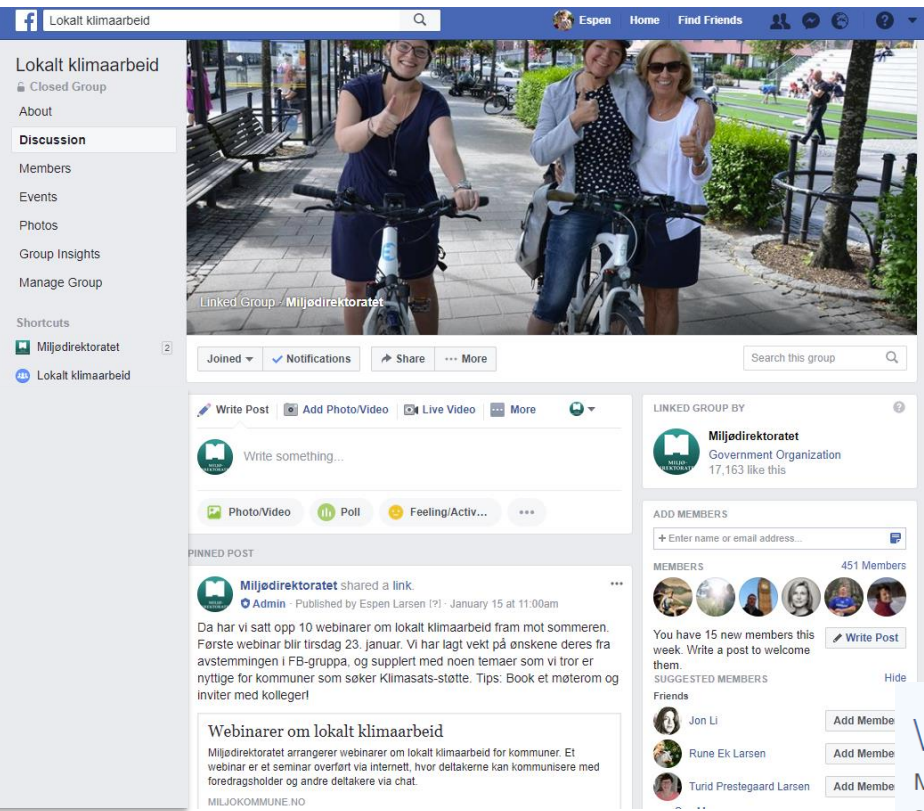 Lokalt klimaarbeid
Espen Home Find Friends
Lokalt klimaarbeid
Closed Group
About
Discussion
Members
Events
Photos
Group Insights
Manage Group
Shortcuts
Miljødirektoratet 2
Lokalt klimaarbeid
Linked Group · Miljødirektoratet
Joined Notifications Share More
Search this group
Write Post Add Photo/Video Live Video More
Write something...
Photo/Video Poll Feeling/Activ...
PINNED POST
Miljødirektoratet shared a link.
Admin · Published by Espen Larsen [?] · January 15 at 11:00am
Da har vi satt opp 10 webinarer om lokalt klimaarbeid fram mot sommeren.
Første webinar blir tirsdag 23. januar. Vi har lagt vekt på ønskene deres fra
avstemmingen i FB-gruppa, og supplert med noen temaer som vi tror er
nyttige for kommuner som søker Klimasats-støtte. Tips: Book et møterom og
inviter med kolleger!
Webinarer om lokalt klimaarbeid
Miljødirektoratet arrangerer webinarer om lokalt klimaarbeid for kommuner. Et
webinar er et seminar overført via internett, hvor deltakerne kan kommunisere med
foredragsholder og andre deltakere via chat.
MILJOKOMMUNE.NO
LINKED GROUP BY
Miljødirektoratet
Government Organization
17,163 like this
ADD MEMBERS
+ Enter name or email address...
MEMBERS 451 Members
You have 15 new members this
week. Write a post to welcome
them.
Write Post
SUGGESTED MEMBERS Hide
Friends
Jon Li Add Membe
Rune Ek Larsen Add Membe
Turid Prestegaard Larsen Add Membe